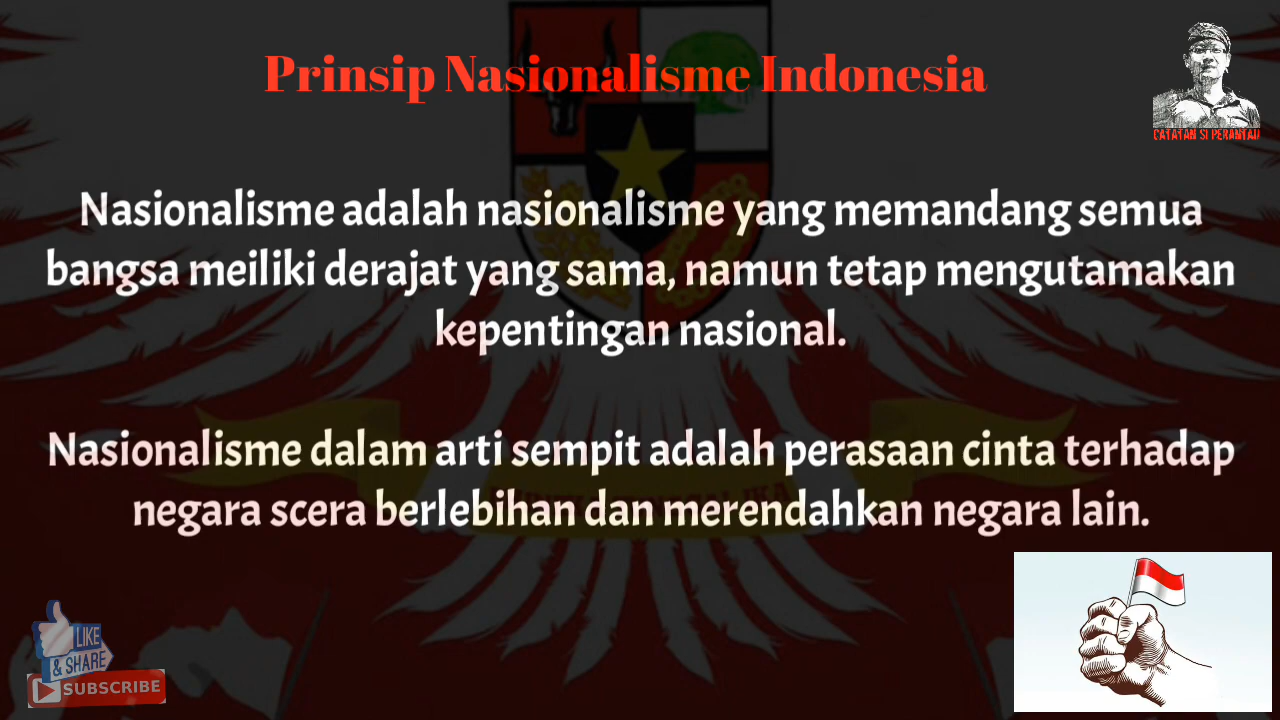 Prinsip Nasionalisme Indonesia
CATATAN SI PERANTAU
Nasionalisme adalah nasionalisme yang memandang semua
bangsa meiliki derajat yang sama, namun tetap mengutamakan
kepentingan nasional.
Nasionalisme dalam arti sempit adalah perasaan cinta terhadap
negara scera berlebihan dan merendahkan negara lain.
LIKE
& SHARE
SUBSCRIBE